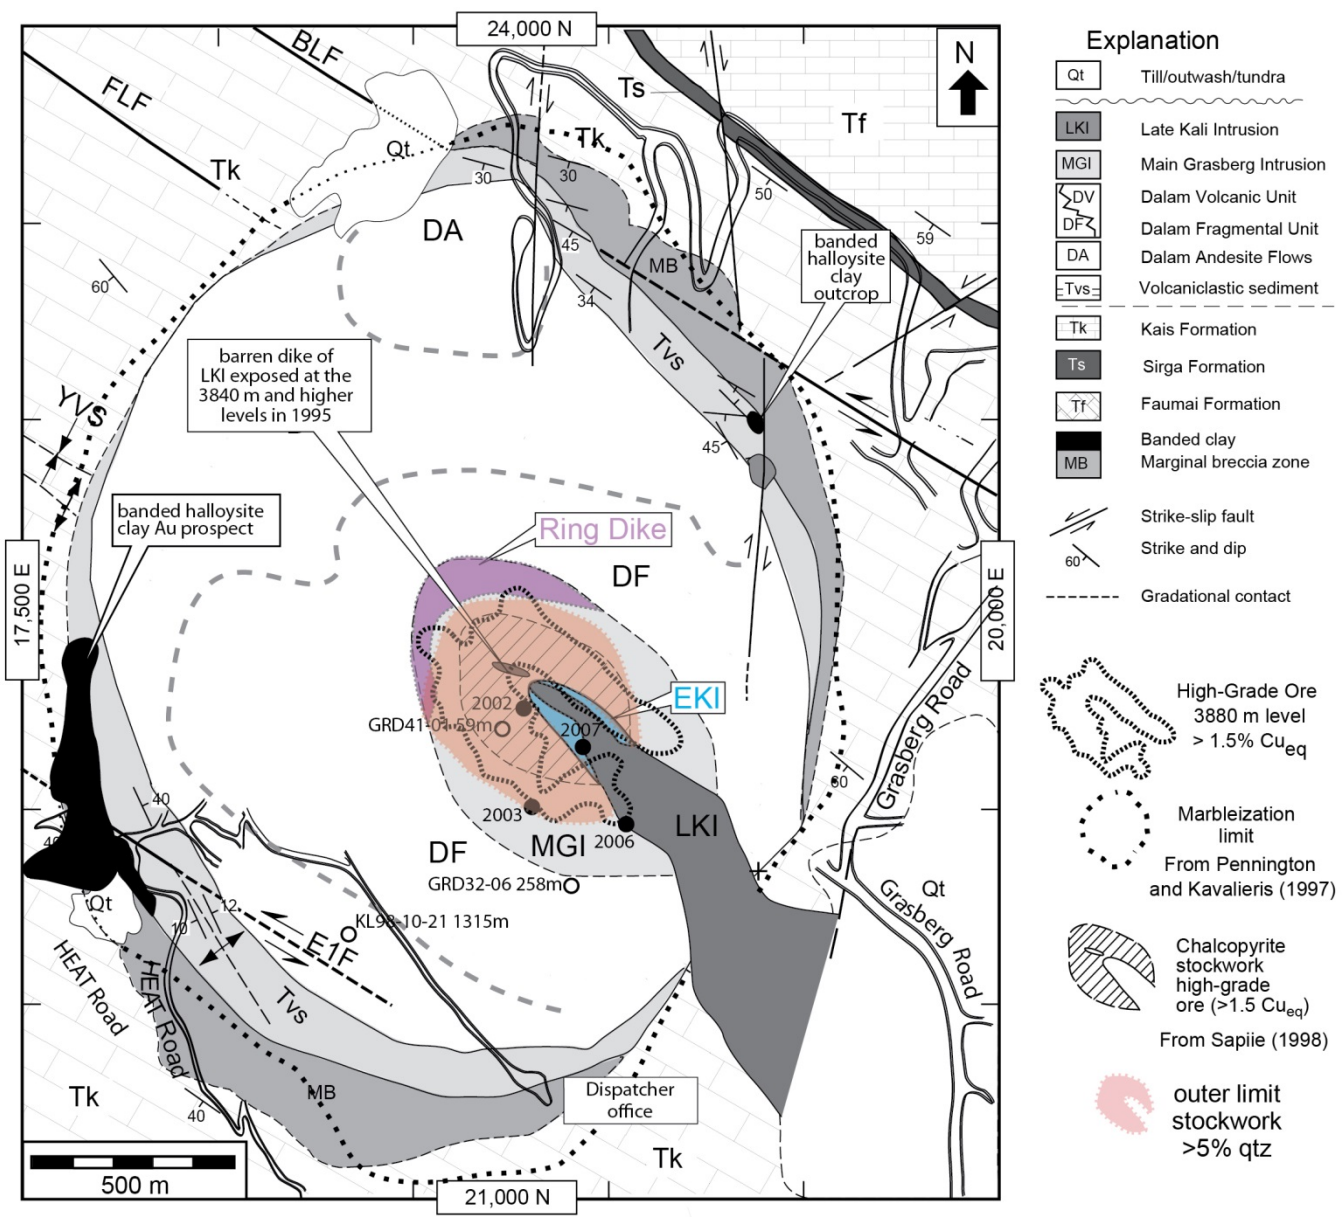 24,000 N
BLF
FLF
Ts
Tf
N
Qt
Tk
Tk
30
30
50
DA
45
59
60
MB
34
banded
halloysite
clay
outcrop
barren dike of
LKI exposed at the
3840 m and higher
levels in 1995
Tvs
YVS
45
banded halloysite
clay Au prospect
Ring Dike
DF
17,500 E
20,000 E
EKI
2002
GRD41-01 59m
2007
60
Grasberg Road
40
2003
MGI
2006
LKI
DF
GRD32-06 258m
Qt
Grasberg Road
Qt
12
10
KL98-10-21 1315m
E1F
HEAT Road
HEAT Road
Tvs
MB
Dispatcher
office
Tk
40
Tk
500 m
21,000 N
Explanation
Qt Till/outwash/tundra
LKI Late Kali Intrusion
MGI Main Grasberg Intrusion
DV Dalam Volcanic Unit
DF Dalam Fragmental Unit
DA Dalam Andesite Flows
Tvs Volcaniclastic sediment
Tk Kais Formation
Ts Sirga Formation
Tf Faumai Formation
Banded clay
MB Marginal breccia zone
Strike-slip fault
60 Strike and dip
Gradational contact
High-Grade Ore
3880 m level
> 1.5% Cueq
Marbleization
limit
From Pennington
and Kavalieris (1997)
Chalcopyrite
stockwork
high-grade
ore (>1.5 Cueq)
From Sapiie (1998)
outer limit
stockwork
>5% qtz